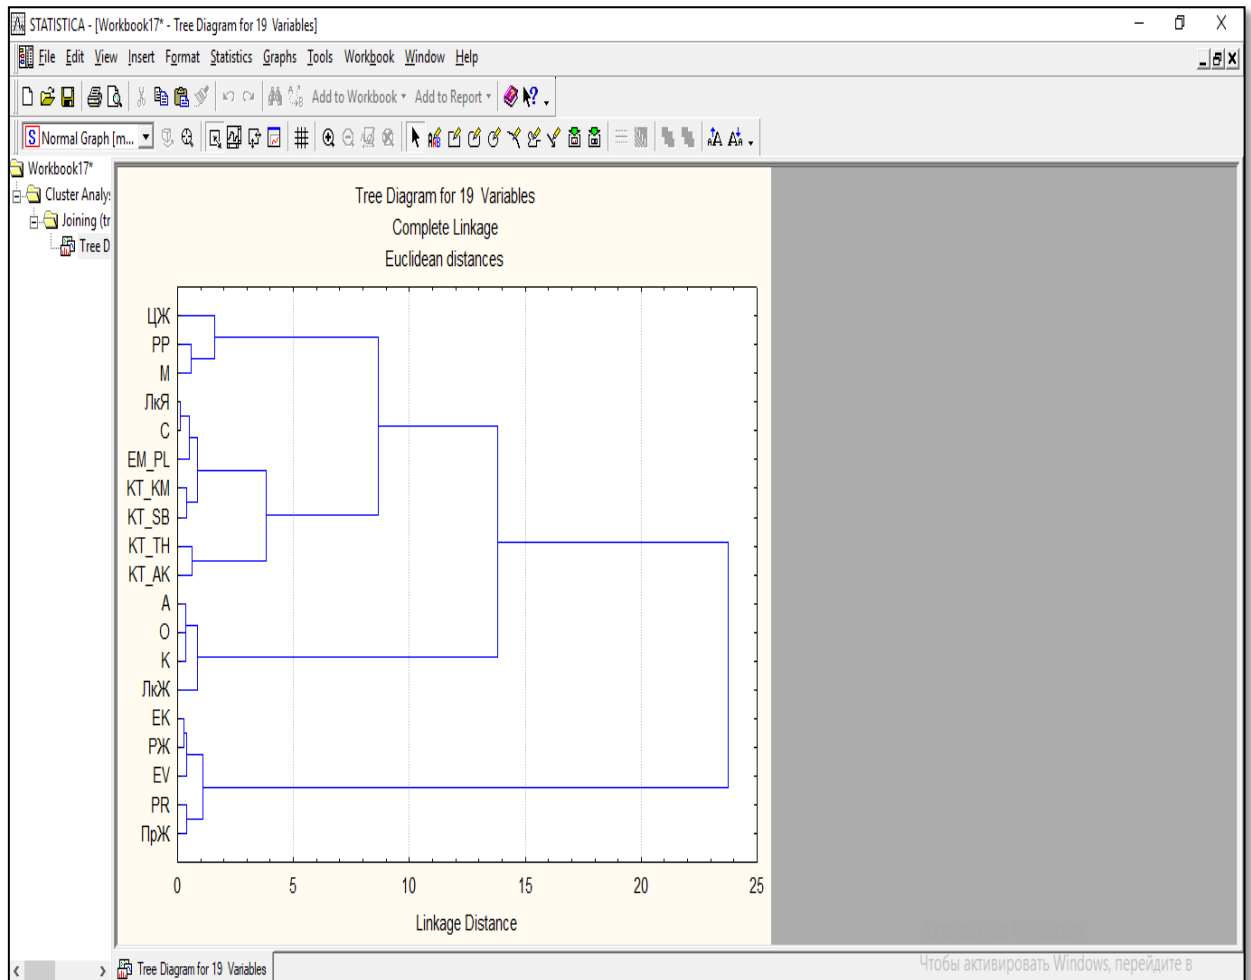 STATISTICA - [Workbook17* - Tree Diagram for 19 Variables]
File Edit View Insert Format Statistics Graphs Tools Workbook Window Help
Add to Workbook Add to Report
Normal Graph [m...
Workbook17*
Cluster Analy
Joining (tr
Tree D
Tree Diagram for 19 Variables
Complete Linkage
Euclidean distances
ЦЖ
РР
М
ЛкЯ
С
EM_PL
KT_KM
KT_SB
KT_TH
KT_AK
А
О
К
ЛкЖ
ЕК
РЖ
EV
PR
ПрЖ
0 5 10 15 20 25
Linkage Distance
Tree Diagram for 19 Variables
Активация Windows
Чтобы активировать Windows, перейдите в